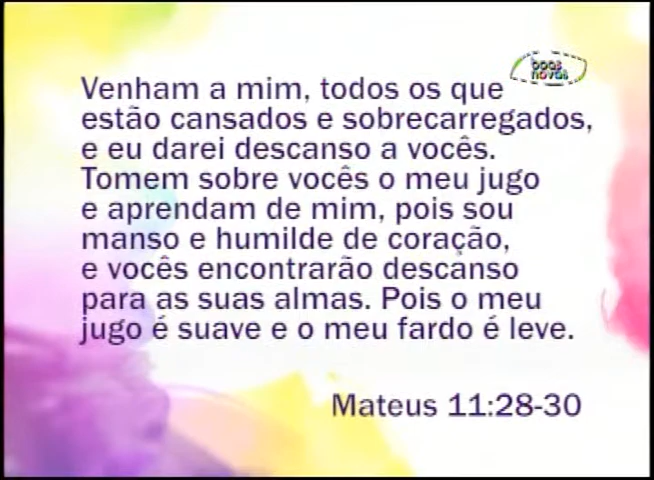 boas
novas
Venham a mim, todos os que
estão cansados e sobrecarregados,
e eu darei descanso a vocês.
Tomem sobre vocês o meu jugo
e aprendam de mim, pois sou
manso e humilde de coração,
e vocês encontrarão descanso
para as suas almas. Pois o meu
jugo é suave e o meu fardo é leve.
Mateus 11:28-30